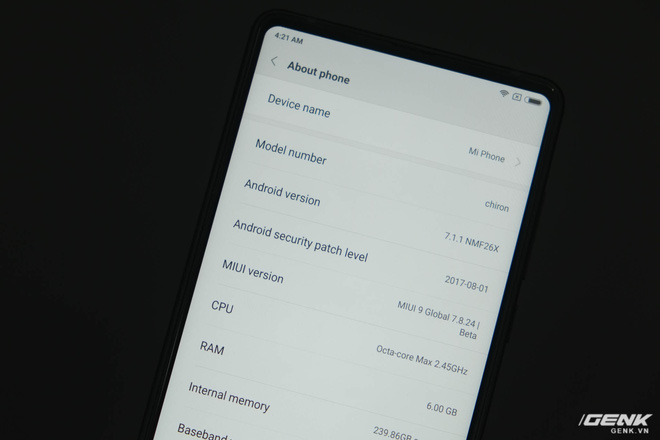 4:21 AM
About phone
Device name
Mi Phone
Model number
chiron
Android version
7.1.1 NMF26X
Android security patch level
2017-08-01
MIUI version
MIUI 9 Global 7.8.24 |
Beta
CPU
Octa-core Max 2.45GHz
RAM
6.00 GB
Internal memory
239.86GB
Baseband
GENK
GENK.VN